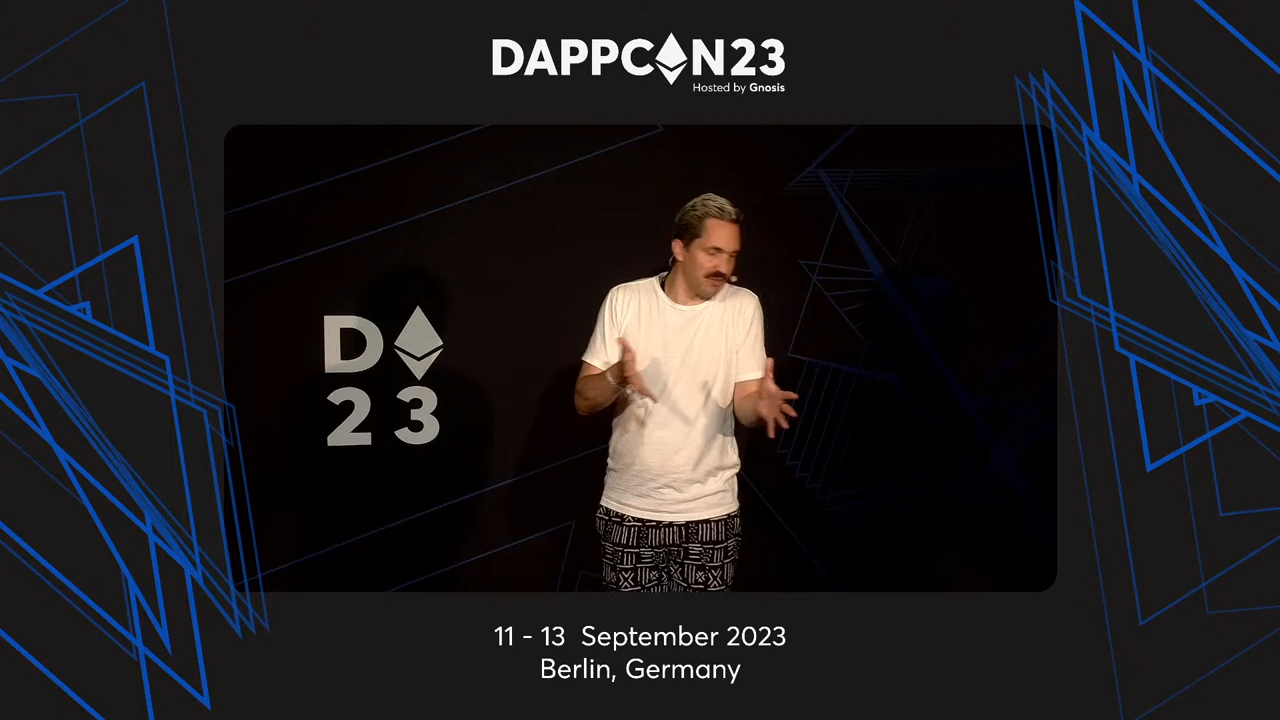 DAPPCON23
Hosted by Gnosis
D
23
11 - 13 September 2023
Berlin, Germany